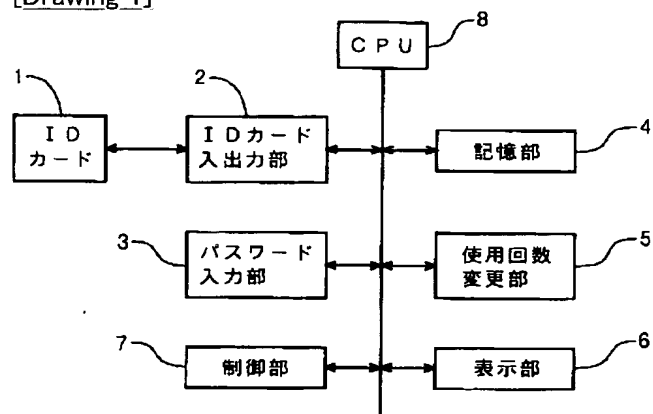 [Drawing 1]
8
CPU
1
2
ID
カード
IDカード
入出力部
4
記憶部
3
パスワード
入力部
5
使用回数
変更部
7
制御部
6
表示部